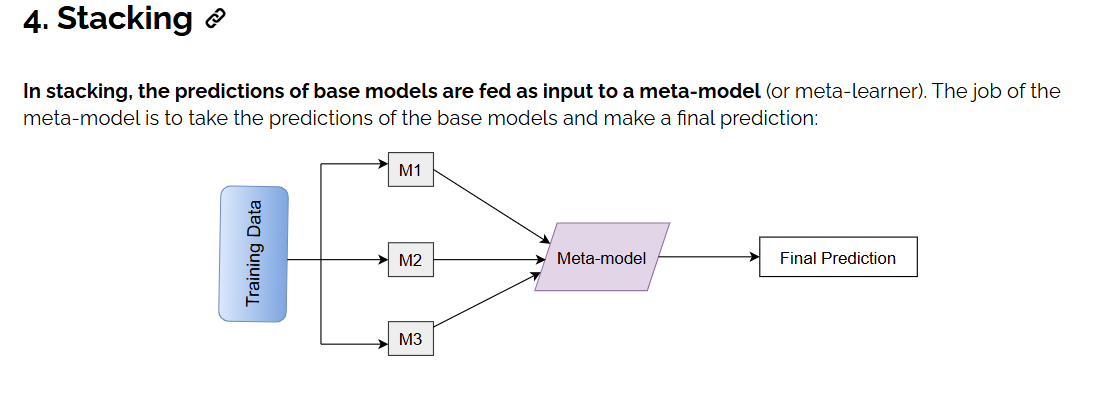 4. Stacking
In stacking, the predictions of base models are fed as input to a meta-model (or meta-learner). The job of the
meta-model is to take the predictions of the base models and make a final prediction:
M1
Training Data
M2
Meta-model
Final Prediction
M3